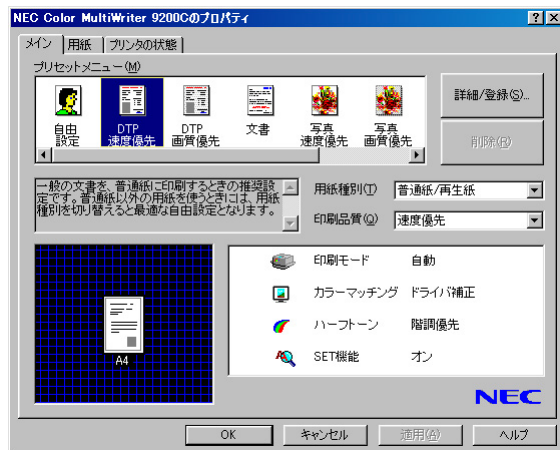 NEC Color MultiWriter 9200Cのプロパティ
メイン 用紙 プリンタの状態
プリセットメニュー(M)
自由設定
DTP速度優先
DTP画質優先
文書
写真速度優先
写真画質優先
詳細/登録(S)...
削除(R)
一般の文書を、普通紙に印刷するときの推奨設
定です。普通紙以外の用紙を使うときには、用紙
種別を切り替えると最適な自由設定となります。
用紙種別(T) 普通紙/再生紙
印刷品質(Q) 速度優先
印刷モード 自動
カラーマッチング ドライバ補正
ハーフトーン 階調優先
SET機能 オン
A4
NEC
OK キャンセル 適用(A) ヘルプ